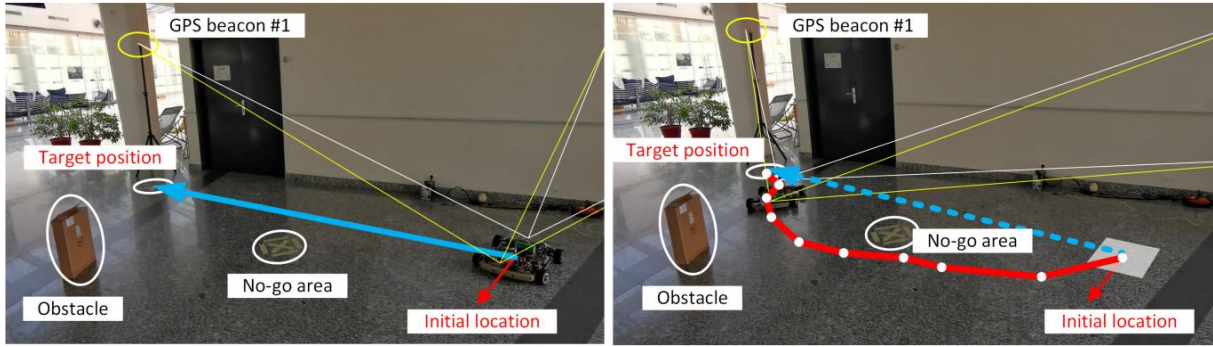 GPS beacon #1
Target position
No-go area
Obstacle
Initial location
GPS beacon #1
Target position
No-go area
Obstacle
Initial location